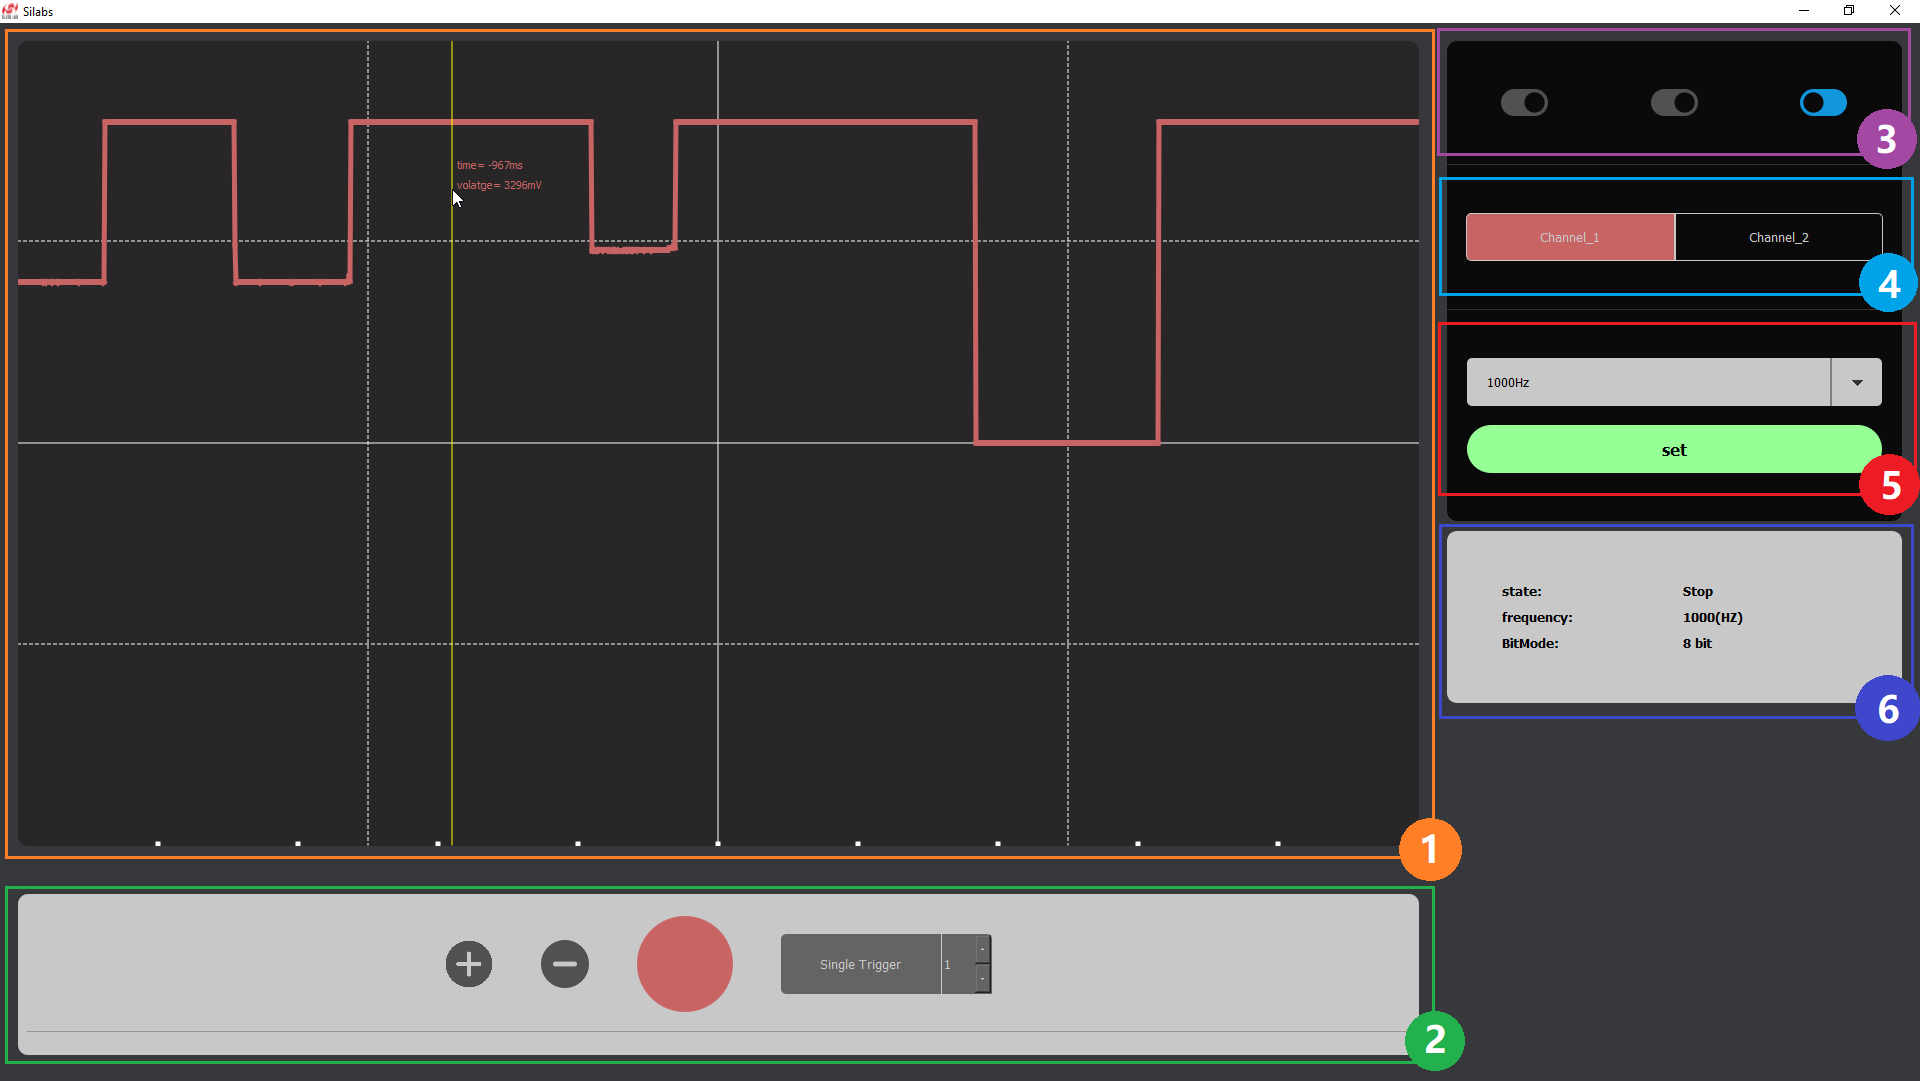 Silabs
time= -967ms
volatge= 3296mV
3
Channel_1 Channel_2
4
1000Hz
set
5
state: Stop
frequency: 1000(HZ)
BitMode: 8 bit
6
1
Single Trigger 1
2